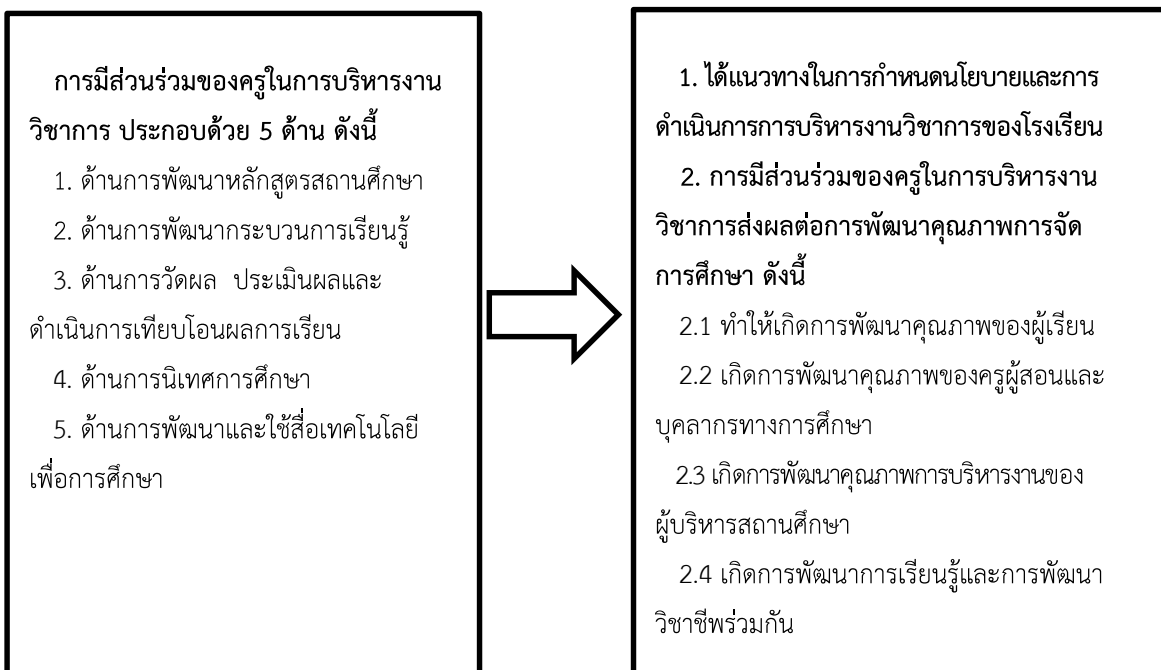 การมีส่วนร่วมของครูในการบริหารงาน
วิชาการ ประกอบด้วย 5 ด้าน ดังนี้
1. ด้านการพัฒนาหลักสูตรสถานศึกษา
2. ด้านการพัฒนากระบวนการเรียนรู้
3. ด้านการวัดผล ประเมินผลและ
ดำเนินการเทียบโอนผลการเรียน
4. ด้านการนิเทศการศึกษา
5. ด้านการพัฒนาและใช้สื่อเทคโนโลยี
เพื่อการศึกษา
1. ได้แนวทางในการกำหนดนโยบายและการ
ดำเนินการการบริหารงานวิชาการของโรงเรียน
2. การมีส่วนร่วมของครูในการบริหารงาน
วิชาการส่งผลต่อการพัฒนาคุณภาพการจัด
การศึกษา ดังนี้
2.1 ทำให้เกิดการพัฒนาคุณภาพของผู้เรียน
2.2 เกิดการพัฒนาคุณภาพของครูผู้สอนและ
บุคลากรทางการศึกษา
2.3 เกิดการพัฒนาคุณภาพการบริหารงานของ
ผู้บริหารสถานศึกษา
2.4 เกิดการพัฒนาการเรียนรู้และการพัฒนา
วิชาชีพร่วมกัน